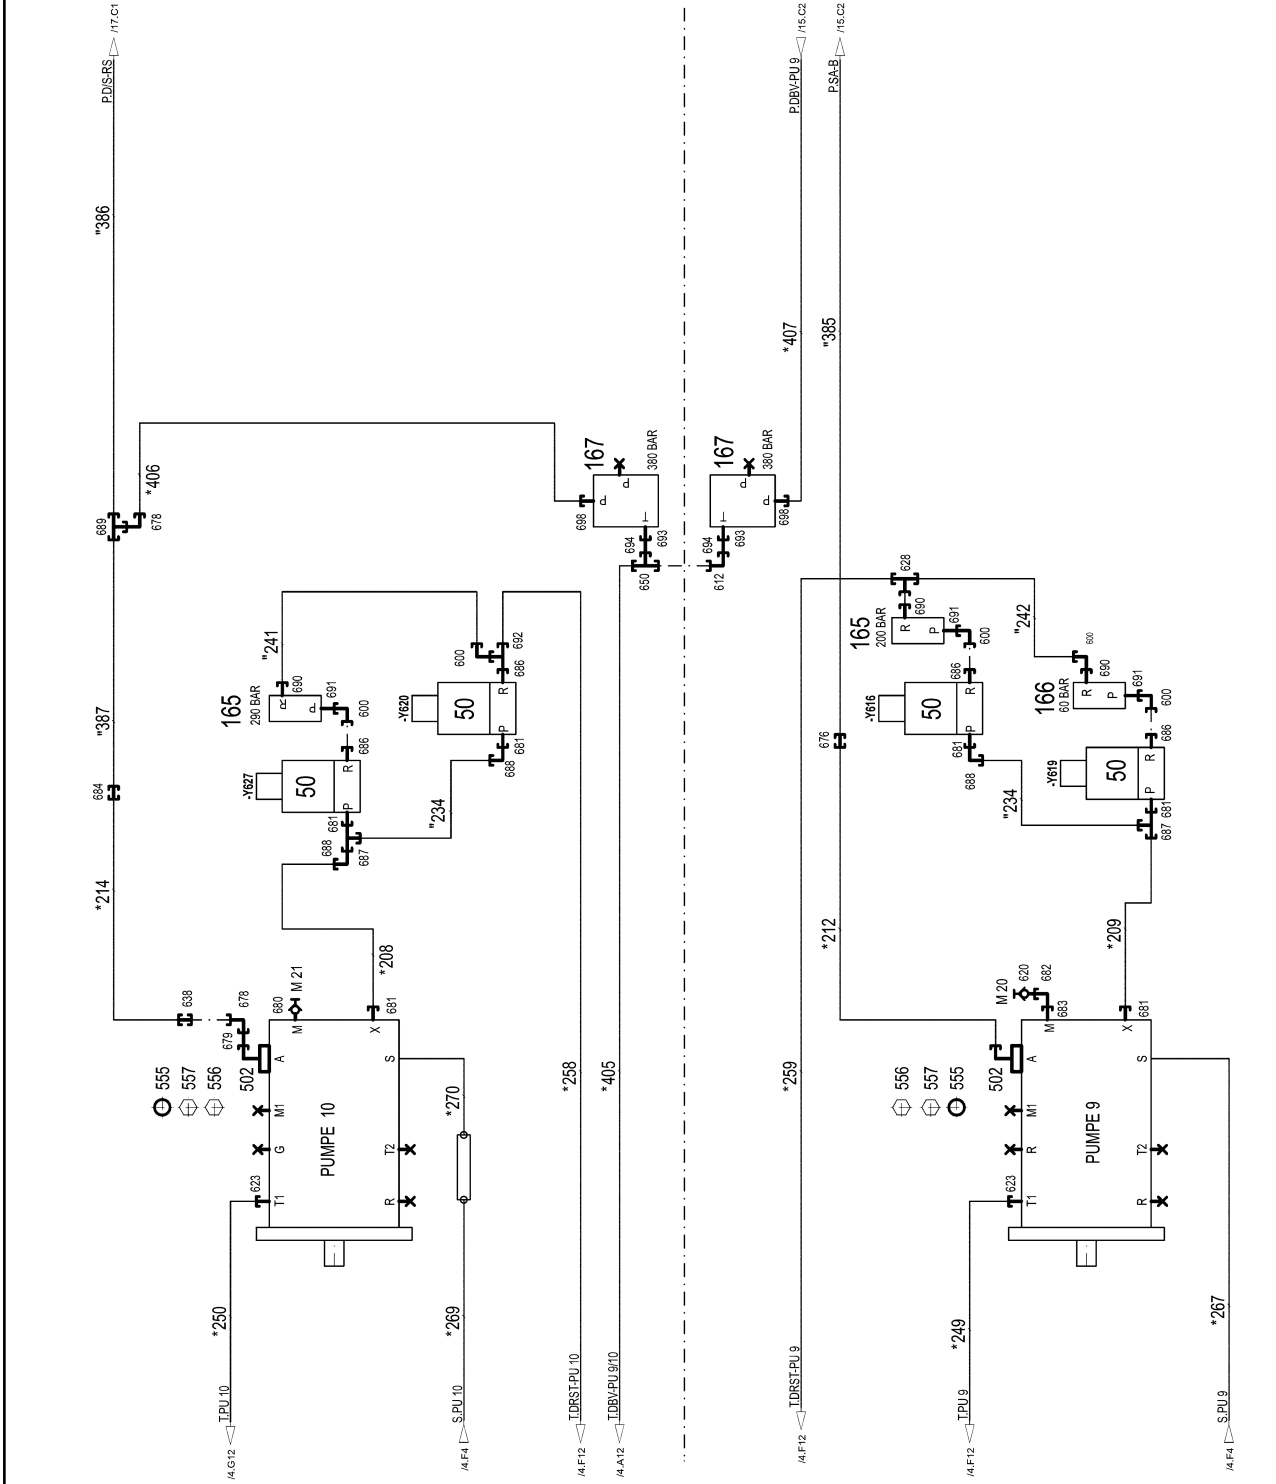 /17.C1
P.D/S-RS
"386
/15.C2
P.DBV-PU 9
/15.C2
P.SA-B
*407
"385
*406
689
678
167
380 BAR
P
P
T
698
694
693
650
167
380 BAR
P
P
T
698
694
693
612
"241
165
290 BAR
690
R
P
691
600
600
692
686
-Y620
50
R
P
681
688
"387
684
-Y627
50
686
R
P
681
688
687
"234
*214
628
690
165
200 BAR
R
P
691
600
"242
600
690
R
P
166
60 BAR
691
600
686
-Y616
50
R
P
681
688
676
686
-Y619
50
R
P
681
687
"234
*212
*209
*208
638
678
679
680
M 21
M
681
X
A
502
S
555
557
556
M1
G
PUMPE 10
T2
R
T1
623
*270
*258
*405
*259
M 20
620
682
683
M
681
X
A
502
S
556
557
555
M1
R
PUMPE 9
T2
R
T1
623
*250
*269
*249
*267
T.PU 10
/4.G12
S.PU 10
/4.F4
T.DRST-PU 10
/4.F12
T.DBV-PU 9/10
/4.A12
T.DRST-PU 9
/4.F12
T.PU 9
/4.F12
S.PU 9
/4.F4